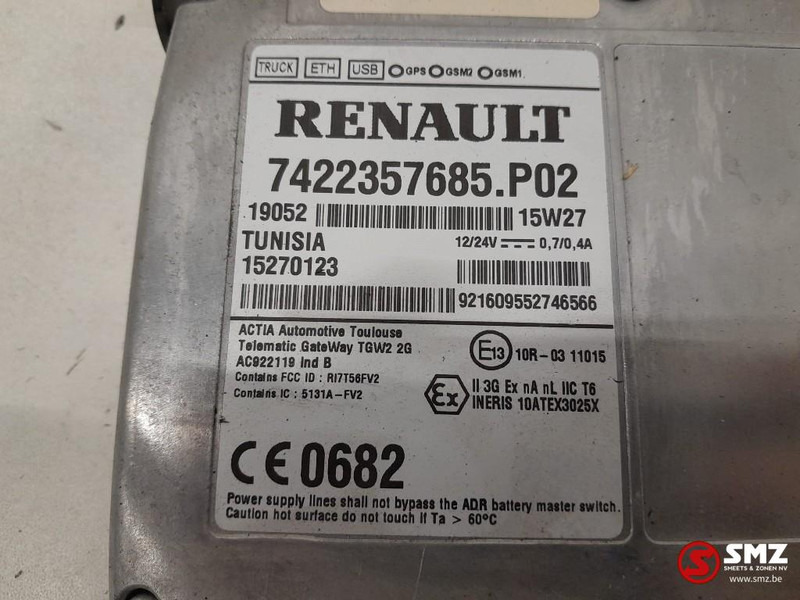 TRUCK ETH USB GPS GSM2 GSM1
RENAULT
7422357685.P02
19052 15W27
TUNISIA 12/24V 0,7/0,4A
15270123
921609552746566
ACTIA Automotive Toulouse
Telematic GateWay TGW2 2G
AC922119 Ind B
Contains FCC ID : RI7T56FV2
Contains IC : 5131A-FV2
E13 10R-03 11015
Ex II 3G Ex nA nL IIC T6
INERIS 10ATEX3025X
CE 0682
Power supply lines shall not bypass the ADR battery master switch.
Caution hot surface do not touch if Ta > 60°C
SMZ
SMEETS & ZONEN NV
www.smz.be